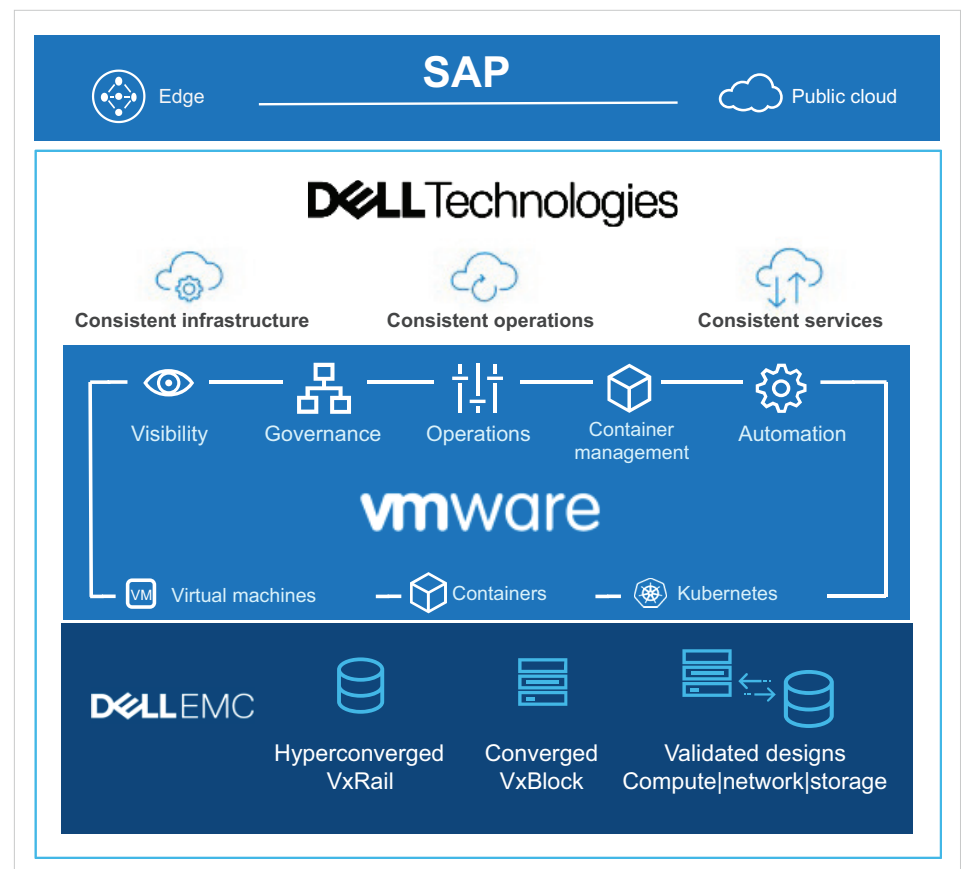 SAP
Edge
Public cloud
DELLTechnologies
Consistent infrastructure
Consistent operations
Consistent services
Visibility
Governance
Operations
Container
management
Automation
vmware
VM
Virtual machines
Containers
Kubernetes
DELLEMC
Hyperconverged
VxRail
Converged
VxBlock
Validated designs
Compute|network|storage